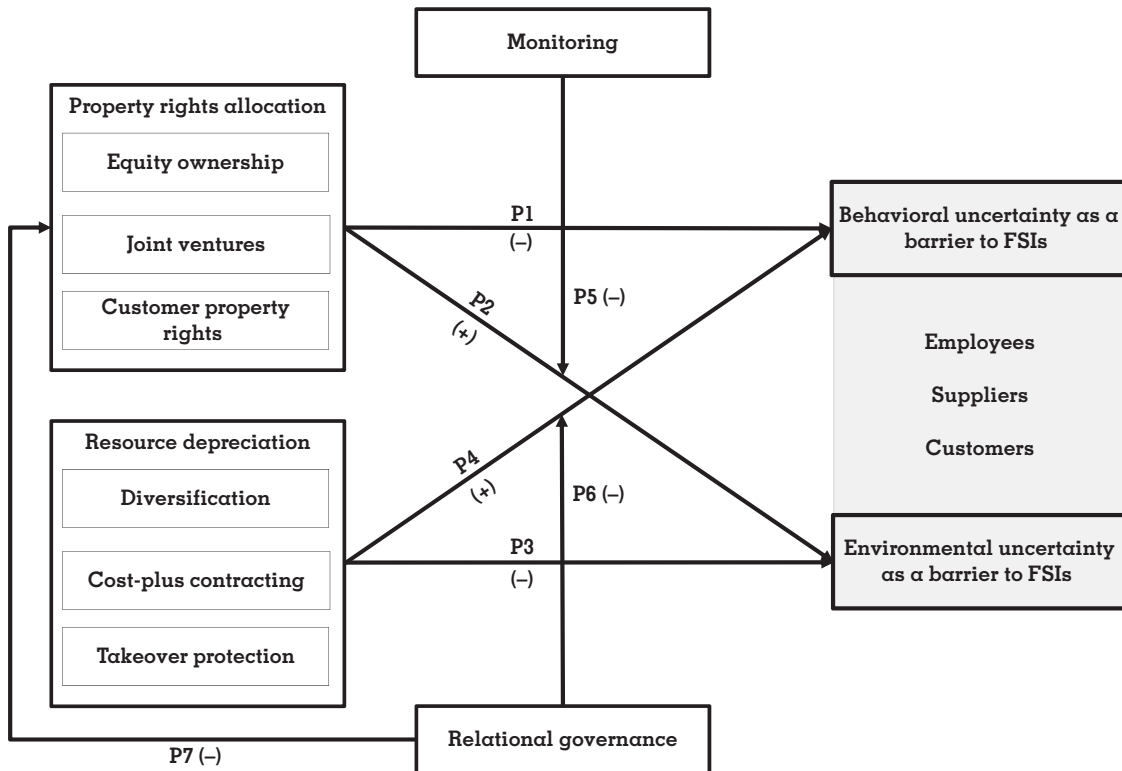 Monitoring
Property rights allocation
Equity ownership
Joint ventures
Customer property
rights
P1
(–)
P2
(+)
P5 (–)
Behavioral uncertainty as a
barrier to FSIs
Employees
Suppliers
Customers
Resource depreciation
Diversification
Cost-plus contracting
Takeover protection
P4
(+)
P6 (–)
P3
(–)
Environmental uncertainty
as a barrier to FSIs
Relational governance
P7 (–)